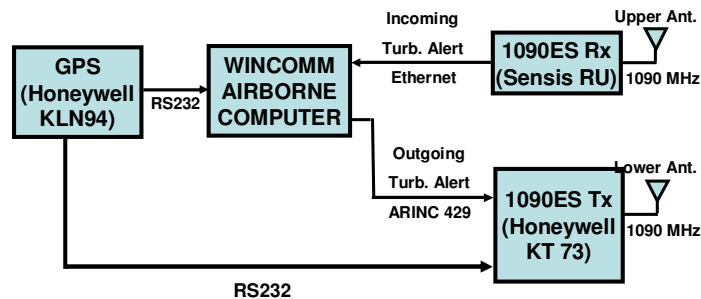 Incoming
Turb. Alert
Ethernet
Upper Ant.
1090ES Rx
(Sensis RU)
1090 MHz
GPS
(Honeywell
KLN94)
RS232
WINCOMM
AIRBORNE
COMPUTER
Outgoing
Turb. Alert
ARINC 429
Lower Ant.
1090ES Tx
(Honeywell
KT 73)
1090 MHz
RS232